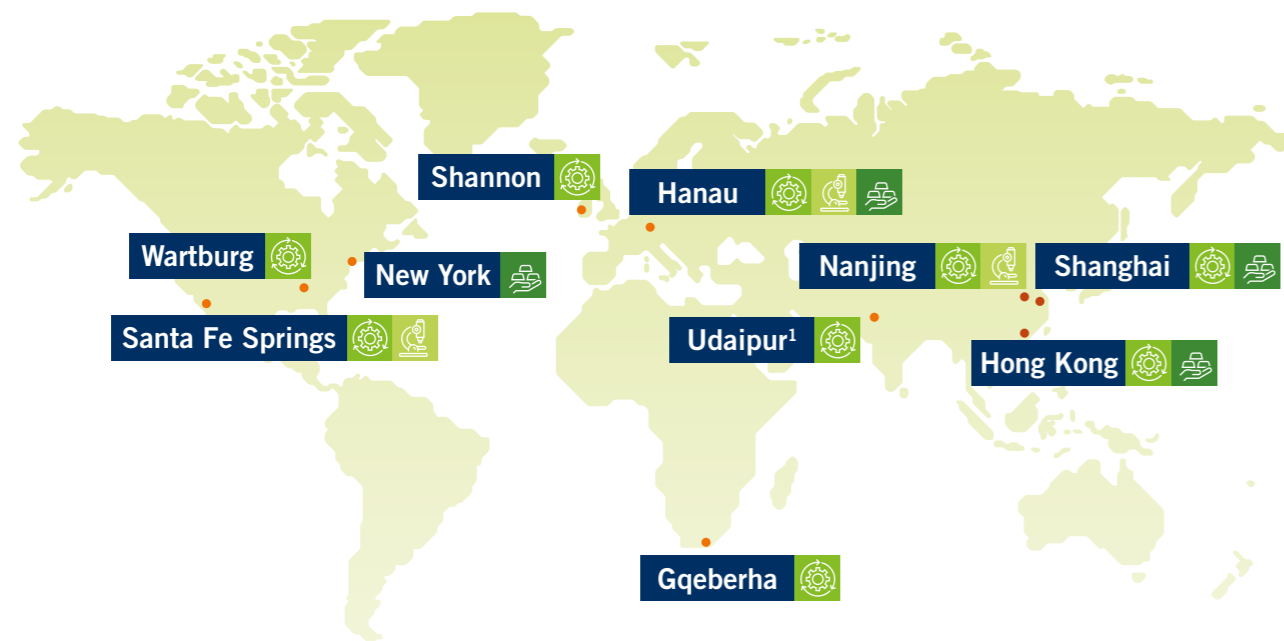 Shannon
Hanau
Wartburg
New York
Nanjing
Shanghai
Santa Fe Springs
Udaipur¹
Hong Kong
Gqeberha